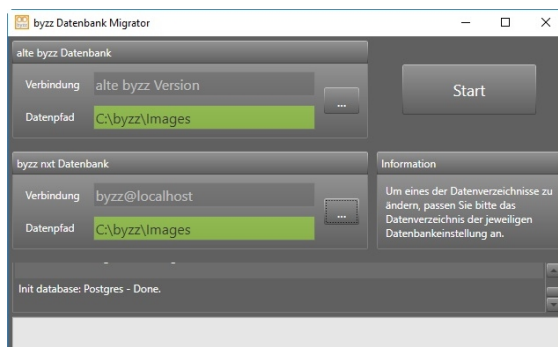 byzz Datenbank Migrator
alte byzz Datenbank
Verbindung alte byzz Version
Datenpfad C:\byzz\Images
...
Start
byzz nxt Datenbank
Verbindung byzz@localhost
Datenpfad C:\byzz\Images
...
Information
Um eines der Datenverzeichnisse zu
ändern, passen Sie bitte das
Datenverzeichnis der jeweiligen
Datenbankeinstellung an.
Init database: Postgres - Done.